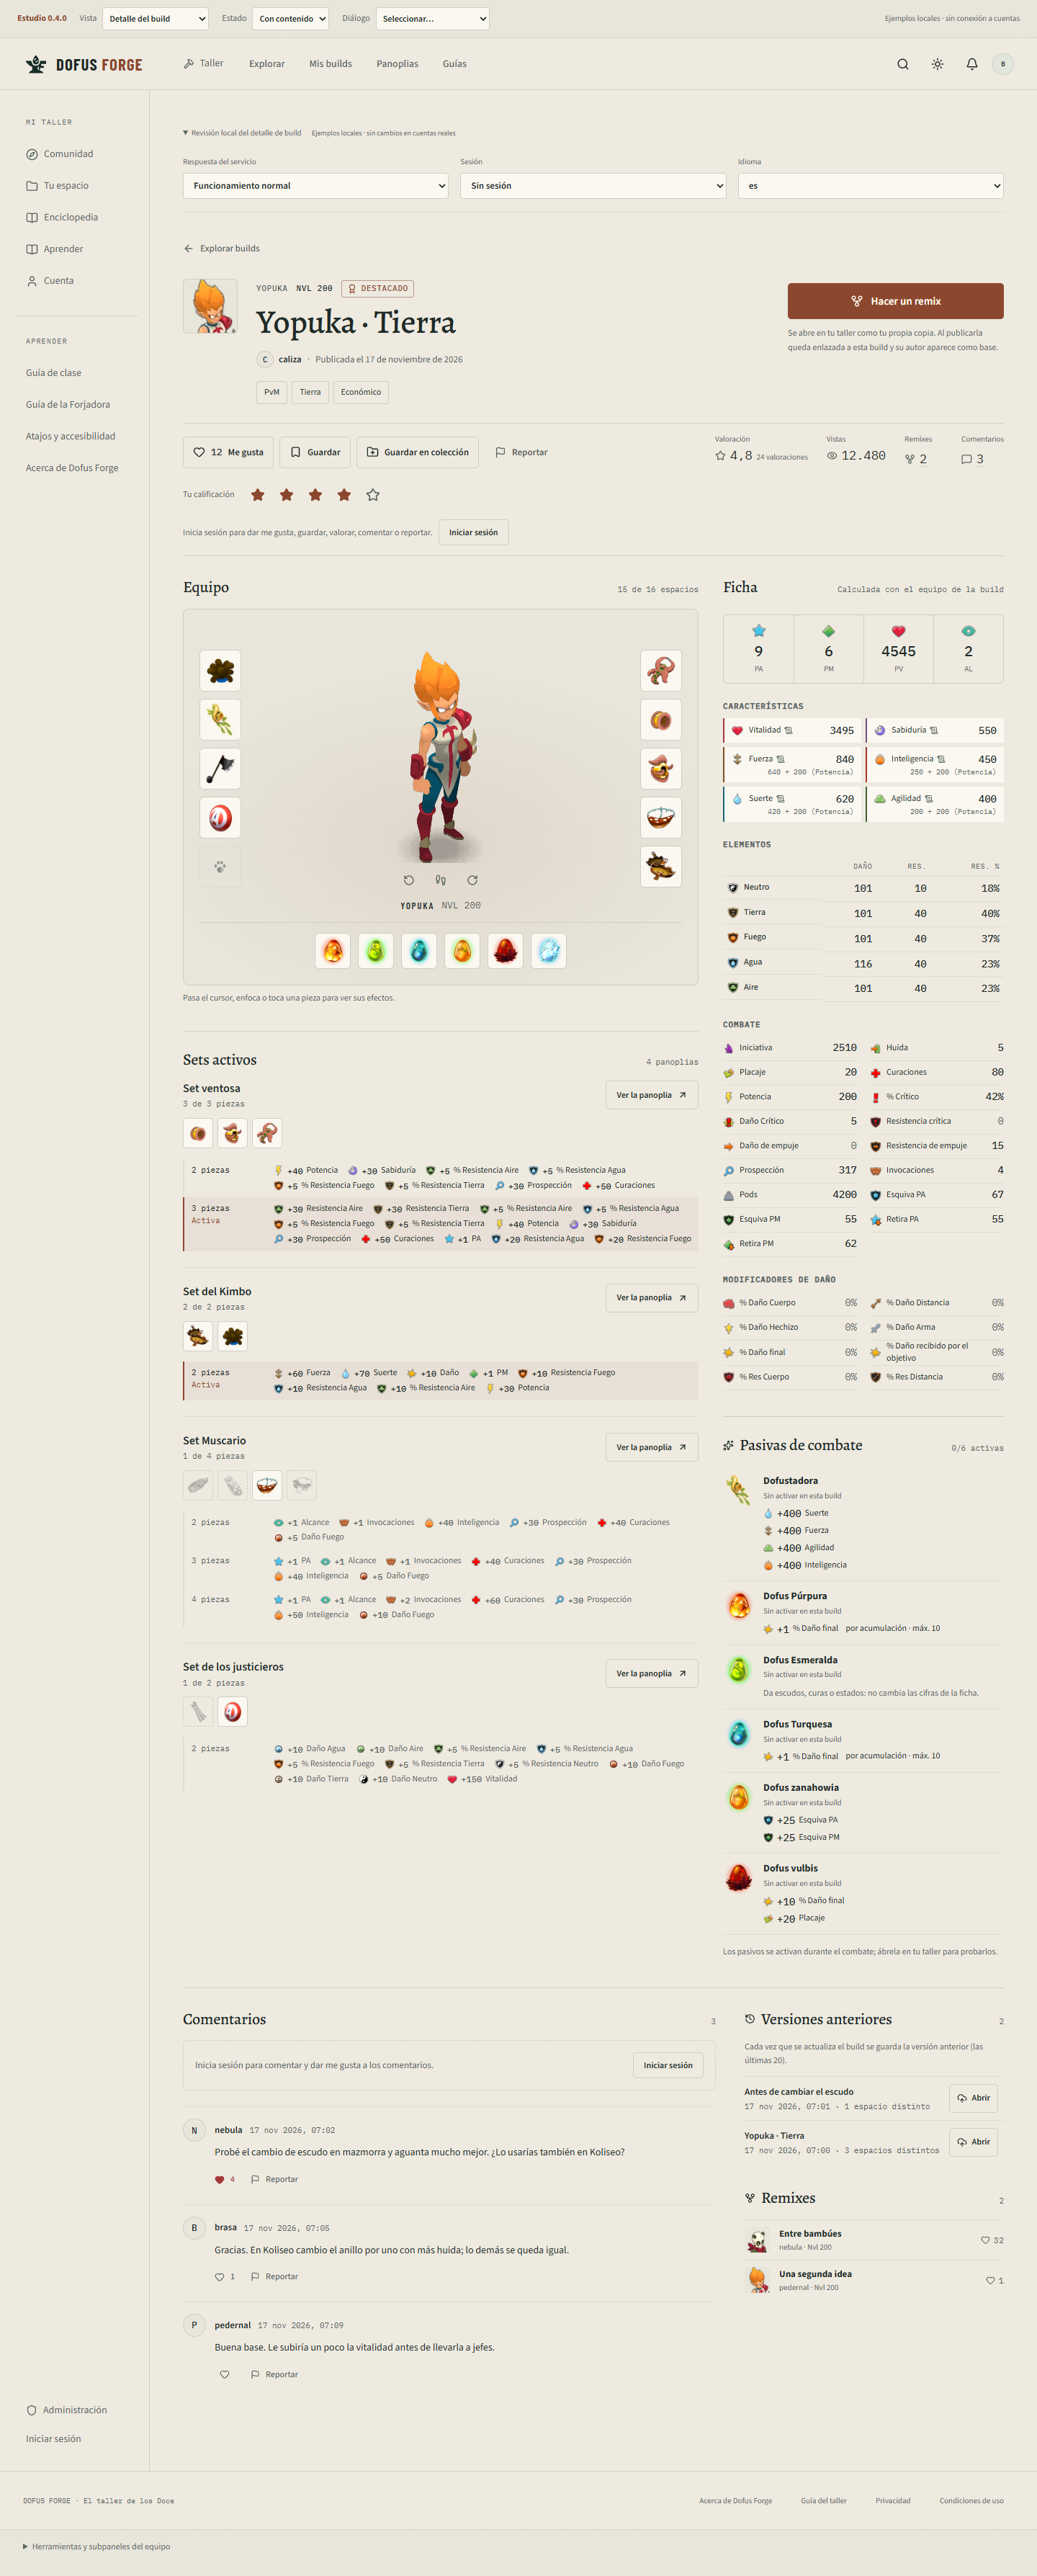 Estudio 0.4.0 Vista Detalle del build Estado Con contenido Diálogo Seleccionar... Ejemplos locales · sin conexión a cuentas
DOFUS FORGE Taller Explorar Mis builds Panoplias Guías B
MI TALLER
Comunidad
Tu espacio
Enciclopedia
Aprender
Cuenta
APRENDER
Guía de clase
Guía de la Forjadora
Atajos y accesibilidad
Acerca de Dofus Forge
▼ Revisión local del detalle de build Ejemplos locales · sin cambios en cuentas reales
Respuesta del servicio Sesión Idioma
Funcionamiento normal Sin sesión es
Explorar builds
YOPUKA NVL 200 DESTACADO
Yopuka · Tierra
C caliza · Publicada el 17 de noviembre de 2026
PvM Tierra Económico
Hacer un remix
Se abre en tu taller como tu propia copia. Al publicarla
queda enlazada a esta build y su autor aparece como base.
12 Me gusta Guardar Guardar en colección Reportar
Valoración Vistas Remixes Comentarios
4,8 24 valoraciones 12.480 2 3
Tu calificación
Inicia sesión para dar me gusta, guardar, valorar, comentar o reportar. Iniciar sesión
Equipo 15 de 16 espacios
YOPUKA NVL 200
Pasa el cursor, enfoca o toca una pieza para ver sus efectos.
Sets activos 4 panoplias
Set ventosa Ver la panoplia
3 de 3 piezas
2 piezas +40 Potencia +30 Sabiduría +5 % Resistencia Aire +5 % Resistencia Agua
+5 % Resistencia Fuego +5 % Resistencia Tierra +30 Prospección +50 Curaciones
3 piezas +30 Resistencia Aire +30 Resistencia Tierra +5 % Resistencia Aire +5 % Resistencia Agua
Activa +5 % Resistencia Fuego +5 % Resistencia Tierra +40 Potencia +30 Sabiduría
+30 Prospección +50 Curaciones +1 PA +20 Resistencia Agua +20 Resistencia Fuego
Set del Kimbo Ver la panoplia
2 de 2 piezas
2 piezas +60 Fuerza +70 Suerte +10 Daño +1 PM +10 Resistencia Fuego
Activa +10 Resistencia Agua +10 % Resistencia Aire +30 Potencia
Set Muscario Ver la panoplia
1 de 4 piezas
2 piezas +1 Alcance +1 Invocaciones +40 Inteligencia +30 Prospección +40 Curaciones
+5 Daño Fuego
3 piezas +1 PA +1 Alcance +1 Invocaciones +40 Curaciones +30 Prospección
+40 Inteligencia +5 Daño Fuego
4 piezas +1 PA +1 Alcance +2 Invocaciones +60 Curaciones +30 Prospección
+50 Inteligencia +10 Daño Fuego
Set de los justicieros Ver la panoplia
1 de 2 piezas
2 piezas +10 Daño Agua +10 Daño Aire +5 % Resistencia Aire +5 % Resistencia Agua
+5 % Resistencia Fuego +5 % Resistencia Tierra +5 % Resistencia Neutro +10 Daño Fuego
+10 Daño Tierra +10 Daño Neutro +150 Vitalidad
Ficha Calculada con el equipo de la build
9 6 4545 2
PA PM PV AL
CARACTERÍSTICAS
Vitalidad 3495 Sabiduría 550
Fuerza 840 Inteligencia 450
640 + 200 (Potencia) 250 + 200 (Potencia)
Suerte 620 Agilidad 400
420 + 200 (Potencia) 200 + 200 (Potencia)
ELEMENTOS
DAÑO RES. RES. %
Neutro 101 10 18%
Tierra 101 40 40%
Fuego 101 40 37%
Agua 116 40 23%
Aire 101 40 23%
COMBATE
Iniciativa 2510 Huida 5
Placaje 20 Curaciones 80
Potencia 200 % Crítico 42%
Daño Crítico 5 Resistencia crítica 0
Daño de empuje 0 Resistencia de empuje 15
Prospección 317 Invocaciones 4
Pods 4200 Esquiva PA 67
Esquiva PM 55 Retira PA 55
Retira PM 62
MODIFICADORES DE DAÑO
% Daño Cuerpo 0% % Daño Distancia 0%
% Daño Hechizo 0% % Daño Arma 0%
% Daño final 0% % Daño recibido por el objetivo 0%
% Res Cuerpo 0% % Res Distancia 0%
Pasivas de combate 0/6 activas
Dofustadora
Sin activar en esta build
+400 Suerte
+400 Fuerza
+400 Agilidad
+400 Inteligencia
Dofus Púrpura
Sin activar en esta build
+1 % Daño final por acumulación · máx. 10
Dofus Esmeralda
Sin activar en esta build
Da escudos, curas o estados: no cambia las cifras de la ficha.
Dofus Turquesa
Sin activar en esta build
+1 % Daño final por acumulación · máx. 10
Dofus zanahowia
Sin activar en esta build
+25 Esquiva PA
+25 Esquiva PM
Dofus vulbis
Sin activar en esta build
+10 % Daño final
+20 Placaje
Los pasivos se activan durante el combate; ábrela en tu taller para probarlos.
Comentarios 3
Inicia sesión para comentar y dar me gusta a los comentarios. Iniciar sesión
N nebula 17 nov 2026, 07:02
Probé el cambio de escudo en mazmorra y aguanta mucho mejor. ¿Lo usarías también en Koliseo?
4 Reportar
B brasa 17 nov 2026, 07:05
Gracias. En Koliseo cambio el anillo por uno con más huida; lo demás se queda igual.
1 Reportar
P pedernal 17 nov 2026, 07:09
Buena base. Le subiría un poco la vitalidad antes de llevarla a jefes.
Reportar
Versiones anteriores 2
Cada vez que se actualiza el build se guarda la versión anterior (las
últimas 20).
Antes de cambiar el escudo Abrir
17 nov 2026, 07:01 · 1 espacio distinto
Yopuka · Tierra Abrir
17 nov 2026, 07:00 · 3 espacios distintos
Remixes 2
Entre bambúes 32
nebula · Nvl 200
Una segunda idea 1
pedernal · Nvl 200
Administración
Iniciar sesión
DOFUS FORGE · El taller de los Doce Acerca de Dofus Forge Guía del taller Privacidad Condiciones de uso
▶ Herramientas y subpaneles del equipo